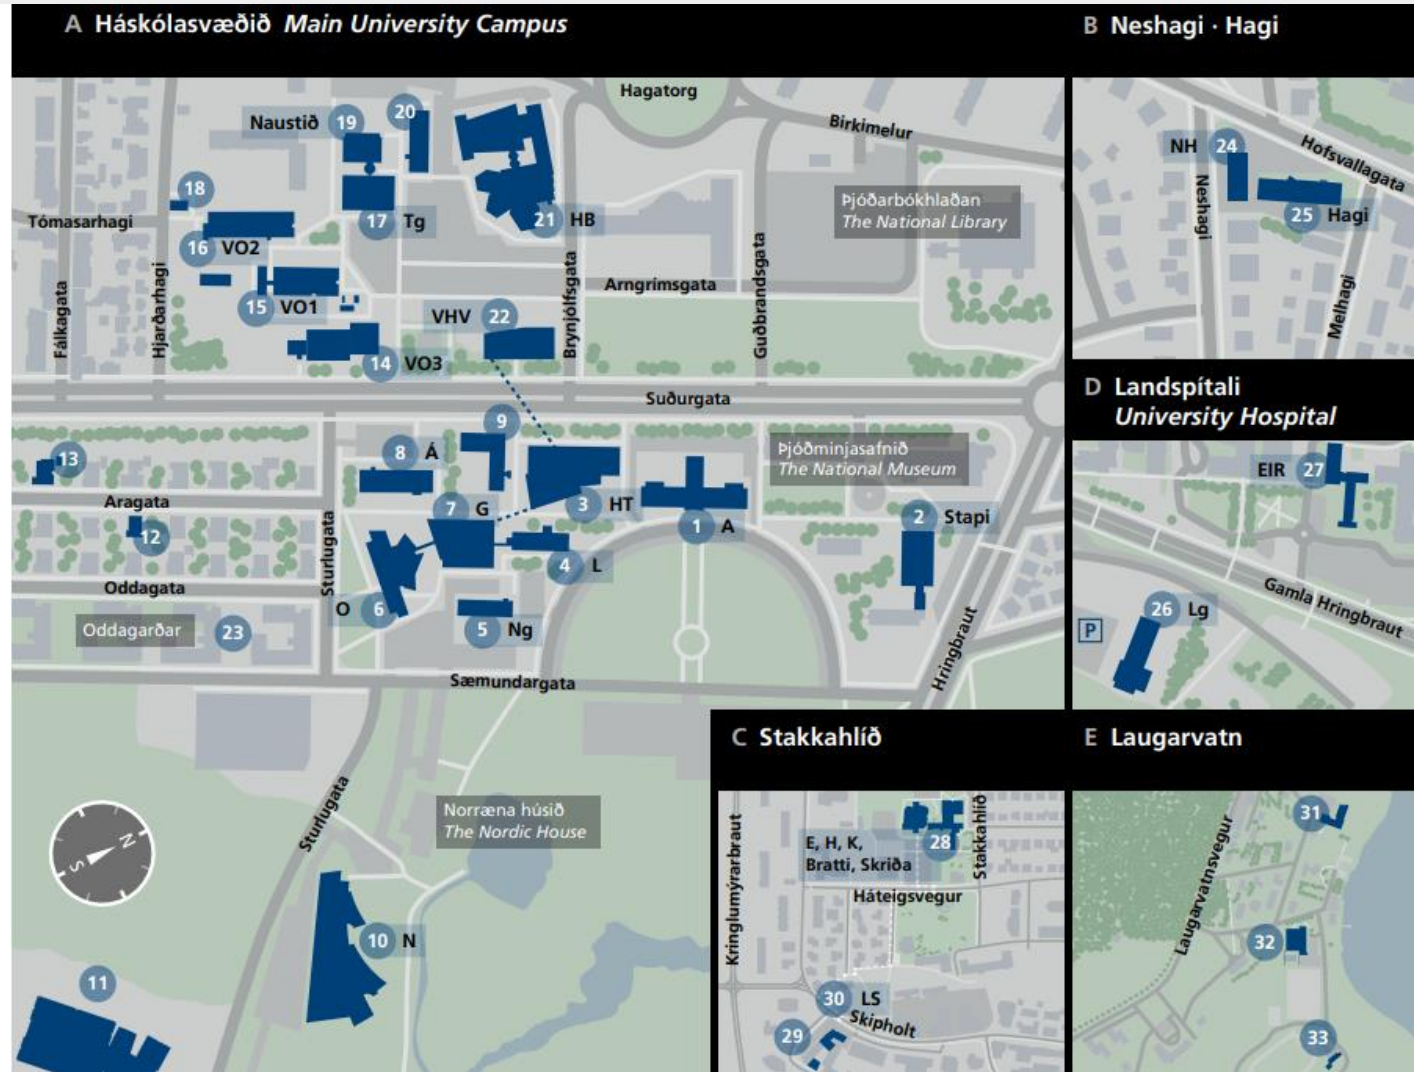 A Háskólasvæðið Main University Campus
B Neshagi · Hagi
Hagatorg
Birkimelur
Naustið 19
20
18
Tómasarhagi
17 Tg
21 HB
16 VO2
Þjóðarbókhlaðan
The National Library
Fálkagata
Hjarðarhagi
15 VO1
VHV 22
Brynjólfsgata
Arngrímsgata
Guðbrandsgata
14 VO3
Suðurgata
NH 24
Neshagi
Hofsvallagata
25 Hagi
Melhagi
D Landspítali
University Hospital
9
8 Á
13
Aragata
7 G
3 HT
1 A
Þjóðminjasafnið
The National Museum
2 Stapi
12
Sturlugata
Oddagata
4 L
O 6
5 Ng
Oddagarðar 23
Sæmundargata
Hringbraut
EIR 27
Gamla Hringbraut
26 Lg
P
C Stakkahlíð
E Laugarvatn
Sturlugata
Norræna húsið
The Nordic House
N
S
10 N
11
Kringlumýrarbraut
E, H, K,
Bratti, Skriða
28
Stakkahlíð
Háteigsvegur
30 LS
Skipholt
29
31
Laugarvatnsvegur
32
33